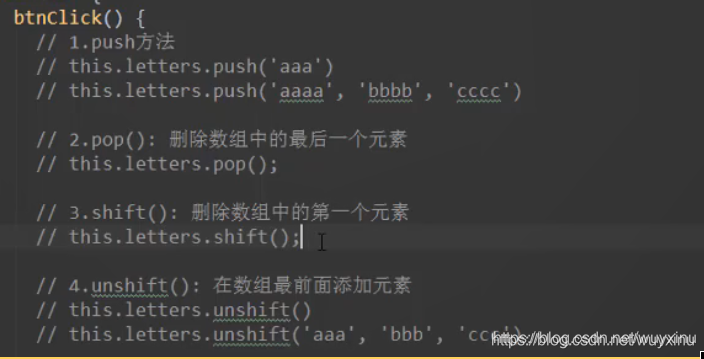 btnClick() {
// 1.push方法
// this.letters.push('aaa')
// this.letters.push('aaaa', 'bbbb', 'cccc')
// 2.pop(): 删除数组中的最后一个元素
// this.letters.pop();
// 3.shift(): 删除数组中的第一个元素
// this.letters.shift();
// 4.unshift(): 在数组最前面添加元素
// this.letters.unshift()
// this.letters.unshift('aaa', 'bbb',
https://blog.csdn.net/wuyxinu